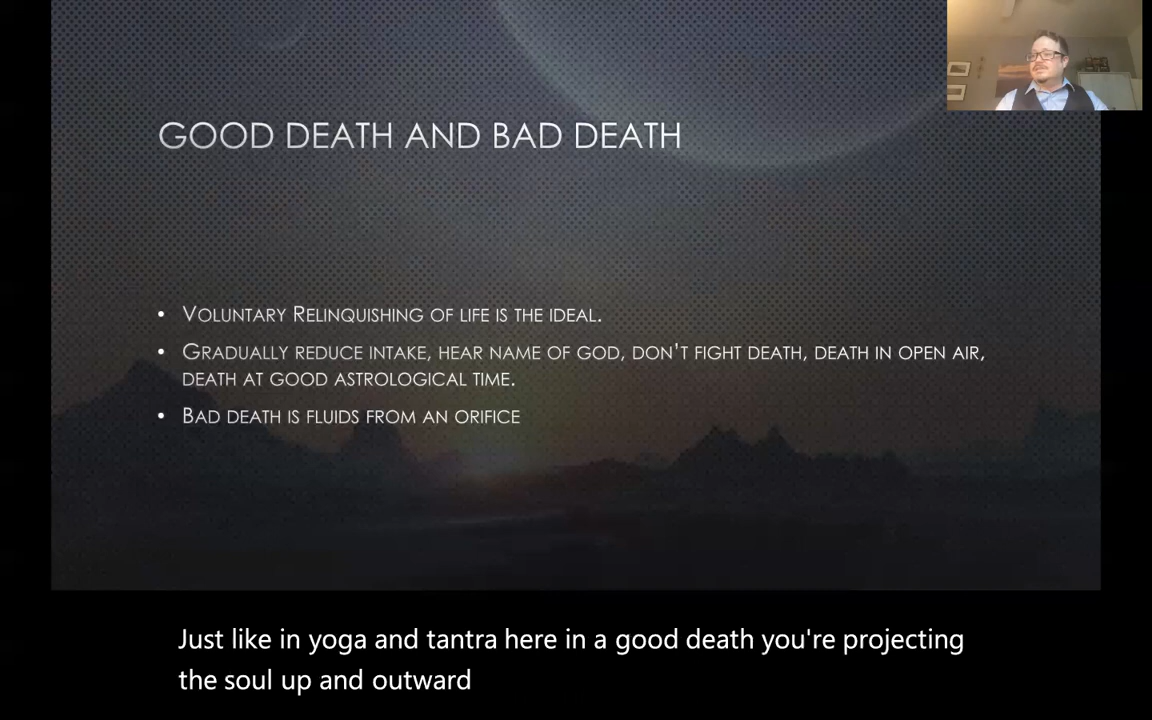 GOOD DEATH AND BAD DEATH
• VOLUNTARY RELINQUISHING OF LIFE IS THE IDEAL.
• GRADUALLY REDUCE INTAKE, HEAR NAME OF GOD, DON'T FIGHT DEATH, DEATH IN OPEN AIR,
DEATH AT GOOD ASTROLOGICAL TIME.
• BAD DEATH IS FLUIDS FROM AN ORIFICE
Just like in yoga and tantra here in a good death you're projecting
the soul up and outward